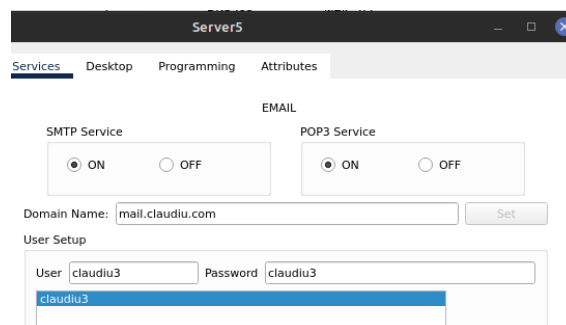 Server5
Services Desktop Programming Attributes
EMAIL
SMTP Service POP3 Service
ON OFF ON OFF
Domain Name: mail.claudiu.com Set
User Setup
User claudiu3 Password claudiu3
claudiu3